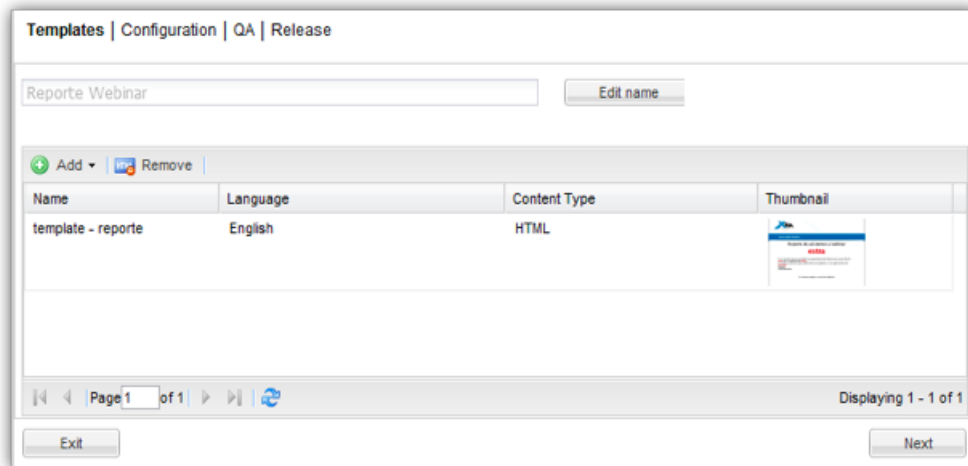 Templates | Configuration | QA | Release
Reporte Webinar
Edit name
Add
Remove
Name Language Content Type Thumbnail
template - reporte English HTML
extra
Page 1 of 1
Displaying 1 - 1 of 1
Exit
Next